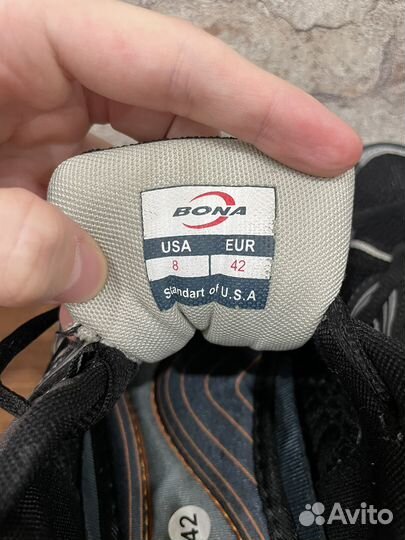 BONA
USA EUR
8 42
Standart of U.S.A
42
Avito